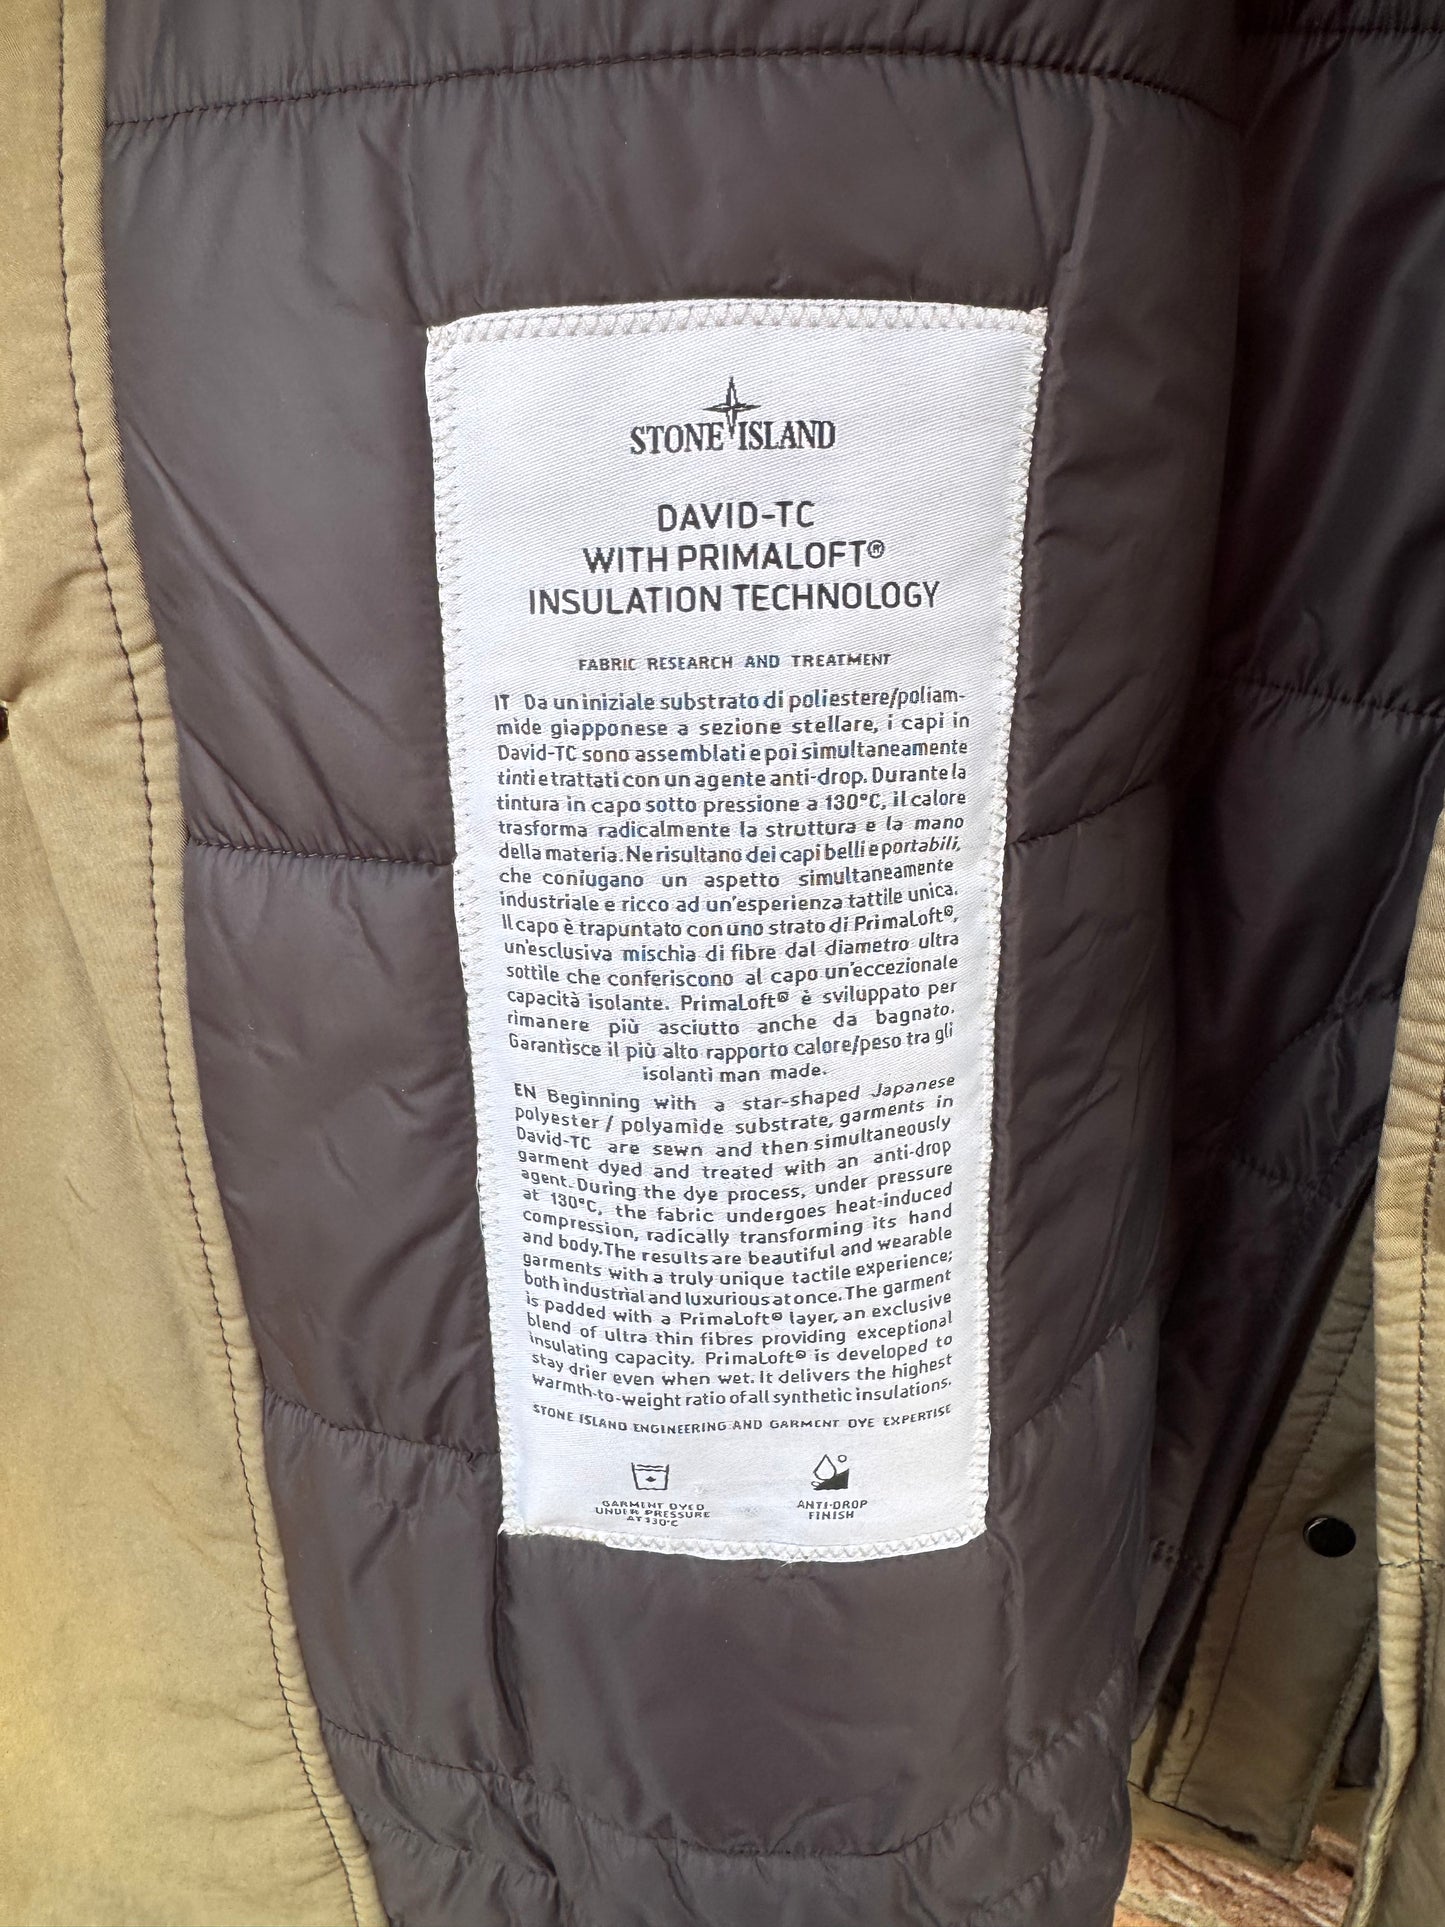 STONE ISLAND
DAVID-TC
WITH PRIMALOFT®
INSULATION TECHNOLOGY
FABRIC RESEARCH AND TREATMENT
IT Da un iniziale substrato di poliestere/poliam-
mide giapponese a sezione stellare, i capi in
David-TC sono assemblati e poi simultaneamente
tinti e trattati con un agente anti-drop. Durante la
tintura in capo sotto pressione a 130°C, il calore
trasforma radicalmente la struttura e la mano
della materia. Ne risultano dei capi belli e portabili,
che coniugano un aspetto simultaneamente
industriale e ricco ad un'esperienza tattile unica.
Il capo è trapuntato con uno strato di PrimaLoft®,
un'esclusiva mischia di fibre dal diametro ultra
sottile che conferiscono al capo un'eccezionale
capacità isolante. PrimaLoft® è sviluppato per
rimanere più asciutto anche da bagnato.
Garantisce il più alto rapporto calore/peso tra gli
isolanti man made.
EN Beginning with a star-shaped Japanese
polyester / polyamide substrate, garments in
David-TC are sewn and then simultaneously
garment dyed and treated with an anti-drop
agent. During the dye process, under pressure
at 130°C, the fabric undergoes heat-induced
compression, radically transforming its hand
and body. The results are beautiful and wearable
garments with a truly unique tactile experience;
both industrial and luxurious at once. The garment
is padded with a PrimaLoft® layer, an exclusive
blend of ultra thin fibres providing exceptional
insulating capacity. PrimaLoft® is developed to
stay drier even when wet. It delivers the highest
warmth-to-weight ratio of all synthetic insulations.
STONE ISLAND ENGINEERING AND GARMENT DYE EXPERTISE
GARMENT DYED
UNDER PRESSURE
AT 130°C
ANTI-DROP
FINISH